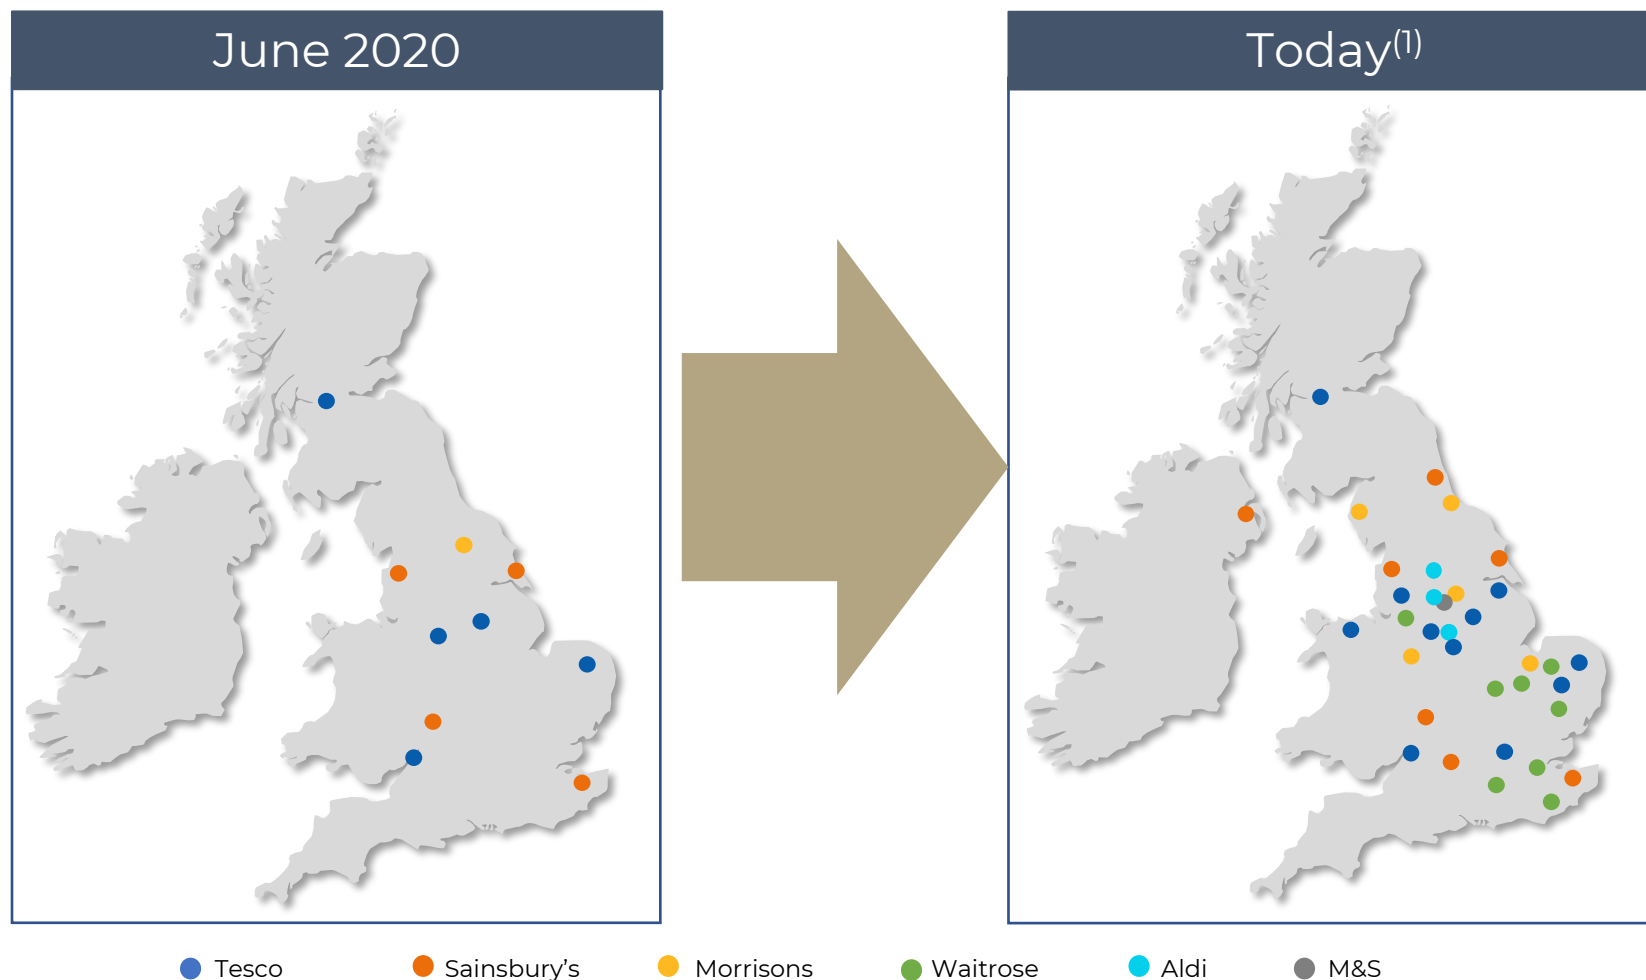 June 2020
Today(1)
Tesco
Sainsbury's
Morrisons
Waitrose
Aldi
M&S